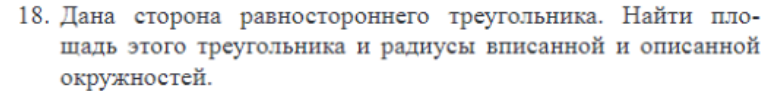 18. Дана сторона равностороннего треугольника. Найти пло-
щадь этого треугольника и радиусы вписанной и описанной
окружностей.